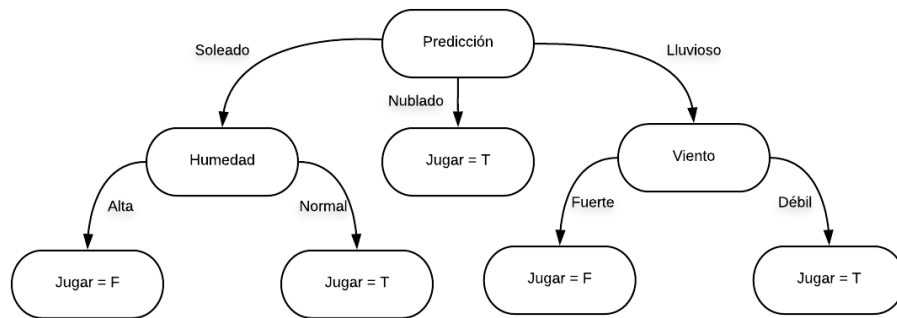 Predicción
Soleado
Lluvioso
Nublado
Humedad
Jugar = T
Viento
Alta
Normal
Fuerte
Débil
Jugar = F
Jugar = T
Jugar = F
Jugar = T